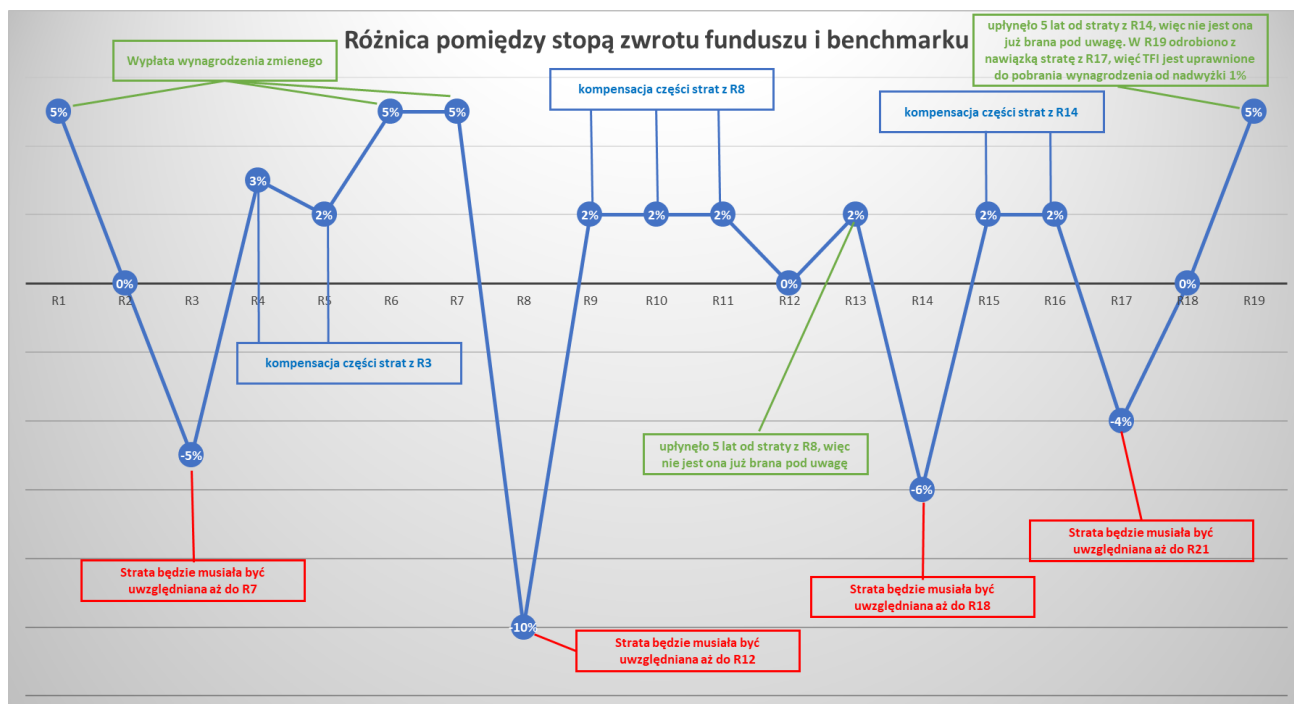 Różnica pomiędzy stopą zwrotu funduszu i benchmarku
Wypłata wynagrodzenia zmienego
kompensacja części strat z R8
kompensacja części strat z R14
upłynęło 5 lat od straty z R14, więc nie jest ona
już brana pod uwagę. W R19 odrobiono z
nawiązką stratę z R17, więć TFI jest uprawnione
do pobrania wynagrodzenia od nadwyżki 1%
5%
0%
-5%
3%
2%
5%
5%
-10%
2%
2%
2%
0%
2%
-6%
2%
2%
-4%
0%
5%
R1
R2
R3
R4
R5
R6
R7
R8
R9
R10
R11
R12
R13
R14
R15
R16
R17
R18
R19
kompensacja części strat z R3
upłynęło 5 lat od straty z R8, więc
nie jest ona już brana pod uwagę
Strata będzie musiała być
uwzględniana aż do R7
Strata będzie musiała być
uwzględniana aż do R12
Strata będzie musiała być
uwzględniana aż do R18
Strata będzie musiała być
uwzględniana aż do R21